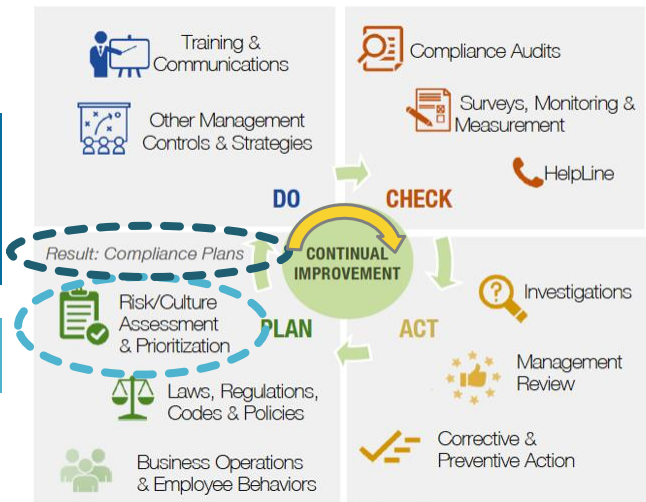 Training &
Communications
Other Management
Controls & Strategies
DO
Compliance Audits
Surveys, Monitoring &
Measurement
HelpLine
CHECK
CONTINUAL
IMPROVEMENT
Result: Compliance Plans
Risk/Culture
Assessment
& Prioritization
PLAN
Laws, Regulations,
Codes & Policies
Business Operations
& Employee Behaviors
ACT
Investigations
Management
Review
Corrective &
Preventive Action